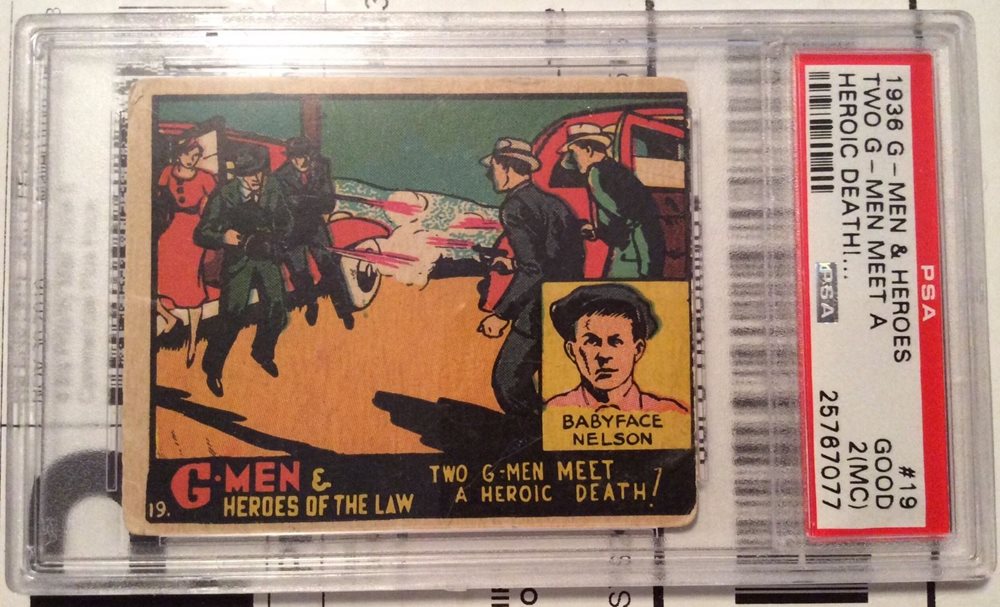 BABYFACE
NELSON
19.
G·MEN &
HEROES OF THE LAW
TWO G-MEN MEET
A HEROIC DEATH!
PSA
1936 G - MEN & HEROES
TWO G - MEN MEET A
HEROIC DEATH!...
PSA
#19
GOOD
2(MC)
25767077